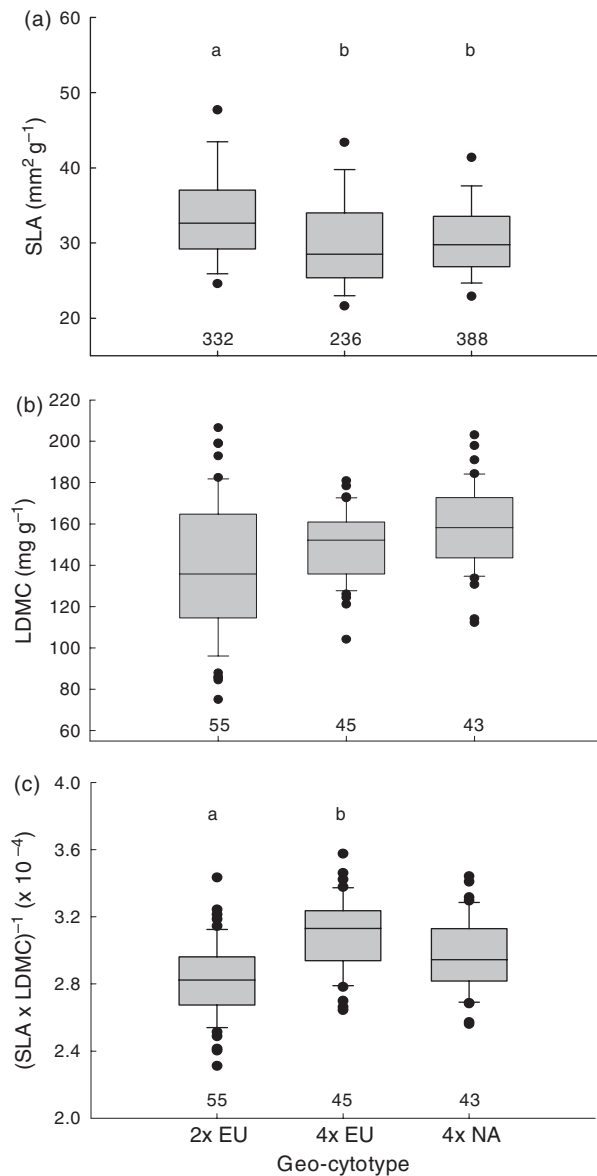 (a)
60
50
40
30
20
SLA (mm² g⁻¹)
a b b
332 236 388
(b)
220
200
180
160
140
120
100
80
60
LDMC (mg g⁻¹)
55 45 43
(c)
4.0
3.6
3.2
2.8
2.4
2.0
(SLA x LDMC)⁻¹ (x 10⁻⁴)
a b
55 45 43
2x EU 4x EU 4x NA
Geo-cytotype